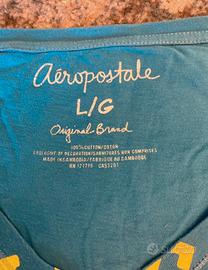 Aéropostale
L/G
Original Brand
100% COTTON/COTON
EXCLUSIVE OF DECORATION/GARNITURES NON COMPRISES
MADE IN CAMBODIA/FABRIQUÉ AU CAMBODGE